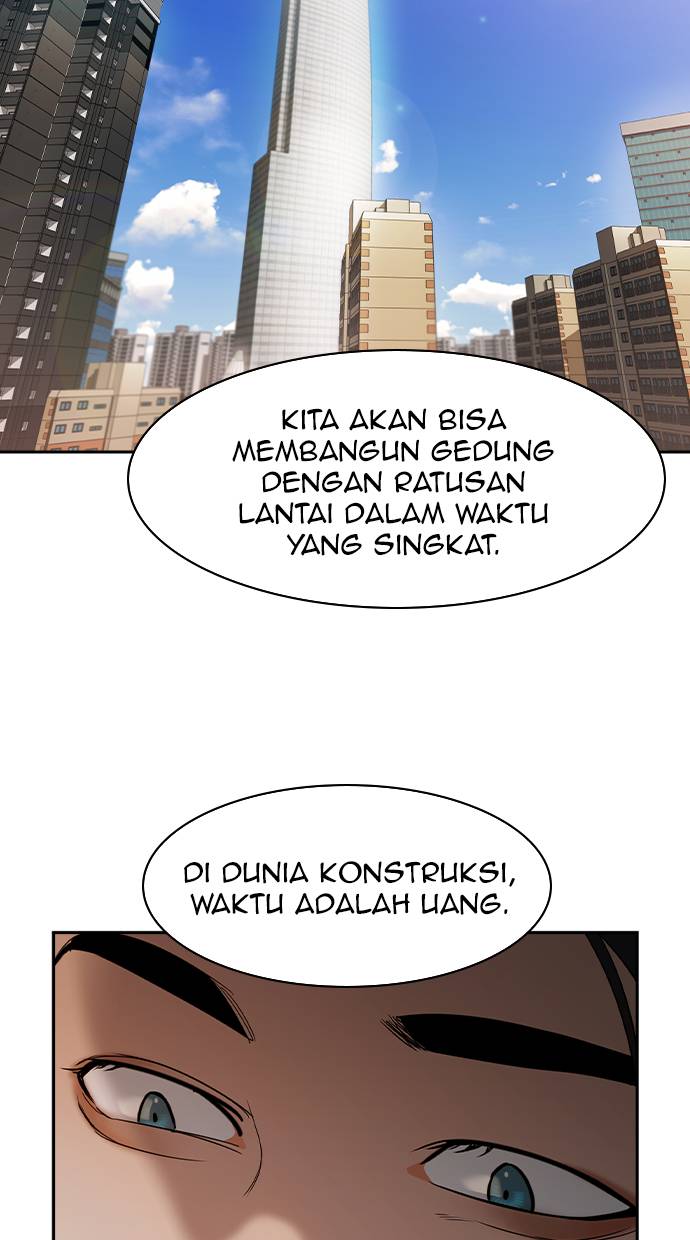 KITA AKAN BISA
MEMBANGUN GEDUNG
DENGAN RATUSAN
LANTAI DALAM WAKTU
YANG SINGKAT.
DI DUNIA KONSTRUKSI,
WAKTU ADALAH UANG.